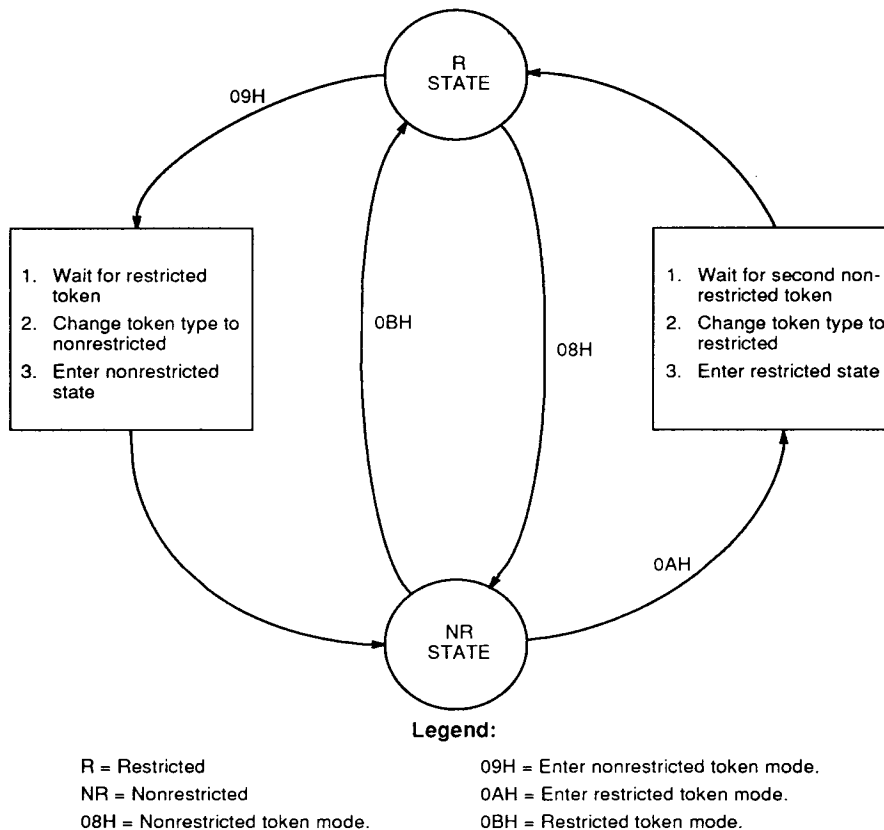 R
STATE
09H
1. Wait for restricted
token
2. Change token type to
nonrestricted
3. Enter nonrestricted
state
0BH
08H
1. Wait for second non-
restricted token
2. Change token type to
restricted
3. Enter restricted state
0AH
NR
STATE
Legend:
R = Restricted
NR = Nonrestricted
08H = Nonrestricted token mode.
09H = Enter nonrestricted token mode.
0AH = Enter restricted token mode.
0BH = Restricted token mode.